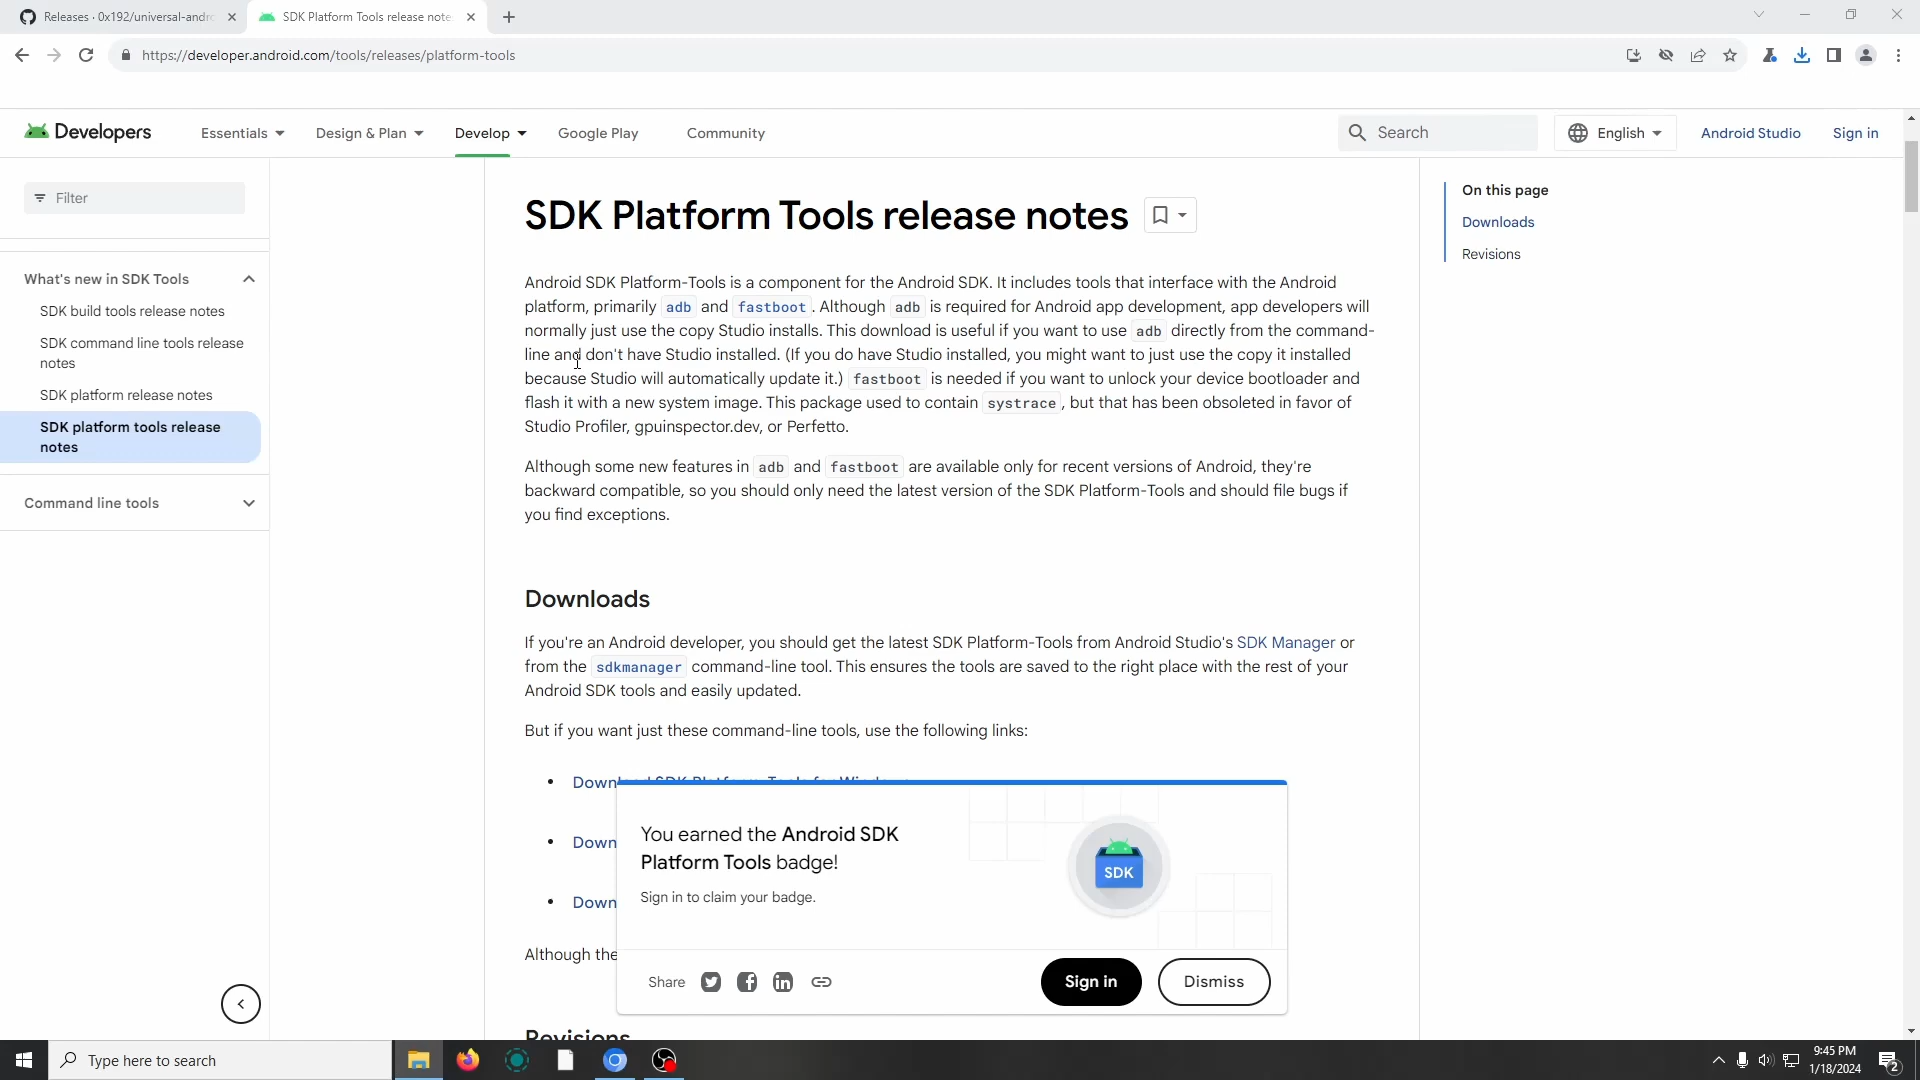 Releases · 0x192/universal-andr
SDK Platform Tools release note
https://developer.android.com/tools/releases/platform-tools
Developers
Essentials
Design & Plan
Develop
Google Play
Community
Search
English
Android Studio
Sign in
Filter
What's new in SDK Tools
SDK build tools release notes
SDK command line tools release
notes
SDK platform release notes
SDK platform tools release
notes
Command line tools
SDK Platform Tools release notes
Android SDK Platform-Tools is a component for the Android SDK. It includes tools that interface with the Android
platform, primarily adb and fastboot. Although adb is required for Android app development, app developers will
normally just use the copy Studio installs. This download is useful if you want to use adb directly from the command-
line and don't have Studio installed. (If you do have Studio installed, you might want to just use the copy it installed
because Studio will automatically update it.) fastboot is needed if you want to unlock your device bootloader and
flash it with a new system image. This package used to contain systrace, but that has been obsoleted in favor of
Studio Profiler, gpuinspector.dev, or Perfetto.
Although some new features in adb and fastboot are available only for recent versions of Android, they're
backward compatible, so you should only need the latest version of the SDK Platform-Tools and should file bugs if
you find exceptions.
Downloads
If you're an Android developer, you should get the latest SDK Platform-Tools from Android Studio's SDK Manager or
from the sdkmanager command-line tool. This ensures the tools are saved to the right place with the rest of your
Android SDK tools and easily updated.
But if you want just these command-line tools, use the following links:
• Download SDK Platform-Tools for Windows
• Down
• Down
Although the
Revisions
You earned the Android SDK
Platform Tools badge!
Sign in to claim your badge.
SDK
Share
Sign in
Dismiss
On this page
Downloads
Revisions
Type here to search
9:45 PM
1/18/2024
2